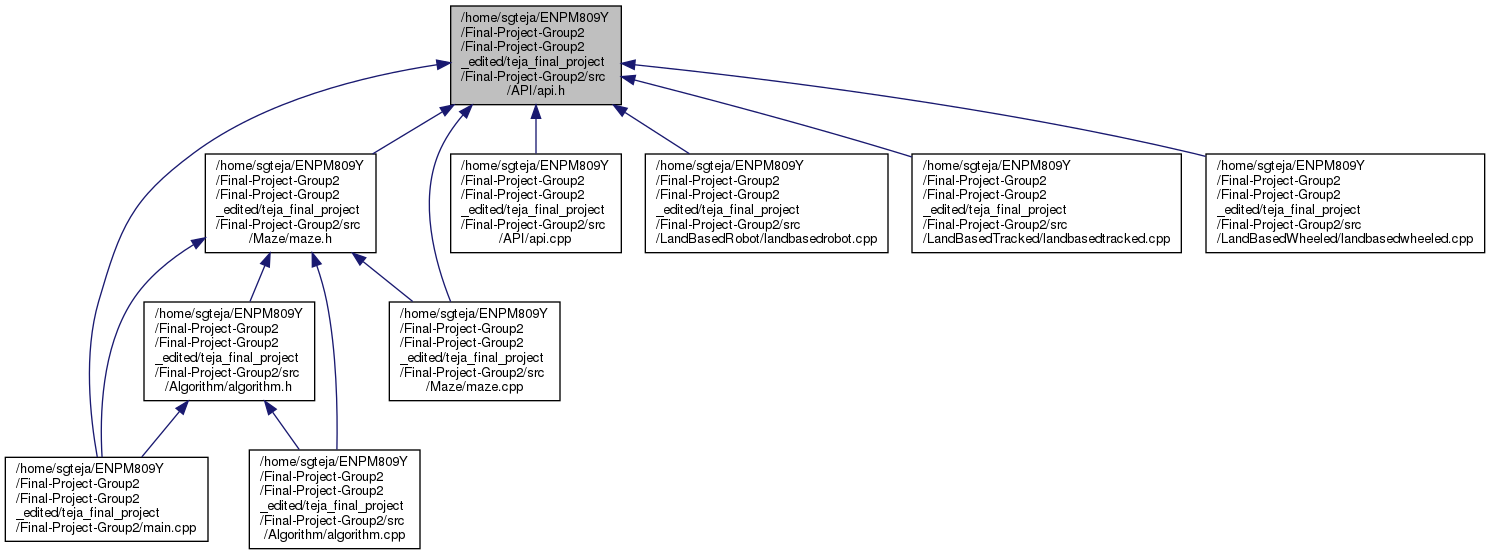 /home/sgteja/ENPM809Y
/Final-Project-Group2
/Final-Project-Group2
_edited/teja_final_project
/Final-Project-Group2/src
/API/api.h
/home/sgteja/ENPM809Y
/Final-Project-Group2
/Final-Project-Group2
_edited/teja_final_project
/Final-Project-Group2/src
/Maze/maze.h
/home/sgteja/ENPM809Y
/Final-Project-Group2
/Final-Project-Group2
_edited/teja_final_project
/Final-Project-Group2/src
/API/api.cpp
/home/sgteja/ENPM809Y
/Final-Project-Group2
/Final-Project-Group2
_edited/teja_final_project
/Final-Project-Group2/src
/LandBasedRobot/landbasedrobot.cpp
/home/sgteja/ENPM809Y
/Final-Project-Group2
/Final-Project-Group2
_edited/teja_final_project
/Final-Project-Group2/src
/LandBasedTracked/landbasedtracked.cpp
/home/sgteja/ENPM809Y
/Final-Project-Group2
/Final-Project-Group2
_edited/teja_final_project
/Final-Project-Group2/src
/LandBasedWheeled/landbasedwheeled.cpp
/home/sgteja/ENPM809Y
/Final-Project-Group2
/Final-Project-Group2
_edited/teja_final_project
/Final-Project-Group2/src
/Algorithm/algorithm.h
/home/sgteja/ENPM809Y
/Final-Project-Group2
/Final-Project-Group2
_edited/teja_final_project
/Final-Project-Group2/src
/Maze/maze.cpp
/home/sgteja/ENPM809Y
/Final-Project-Group2
/Final-Project-Group2
_edited/teja_final_project
/Final-Project-Group2/main.cpp
/home/sgteja/ENPM809Y
/Final-Project-Group2
/Final-Project-Group2
_edited/teja_final_project
/Final-Project-Group2/src
/Algorithm/algorithm.cpp